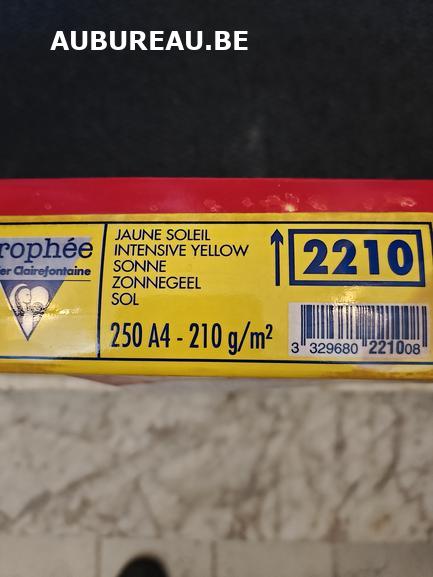 AUBUREAU.BE
rophée
er Clairefontaine
JAUNE SOLEIL
INTENSIVE YELLOW
SONNE
ZONNEGEEL
SOL
250 A4 - 210 g/m²
2210
3 329680 221008